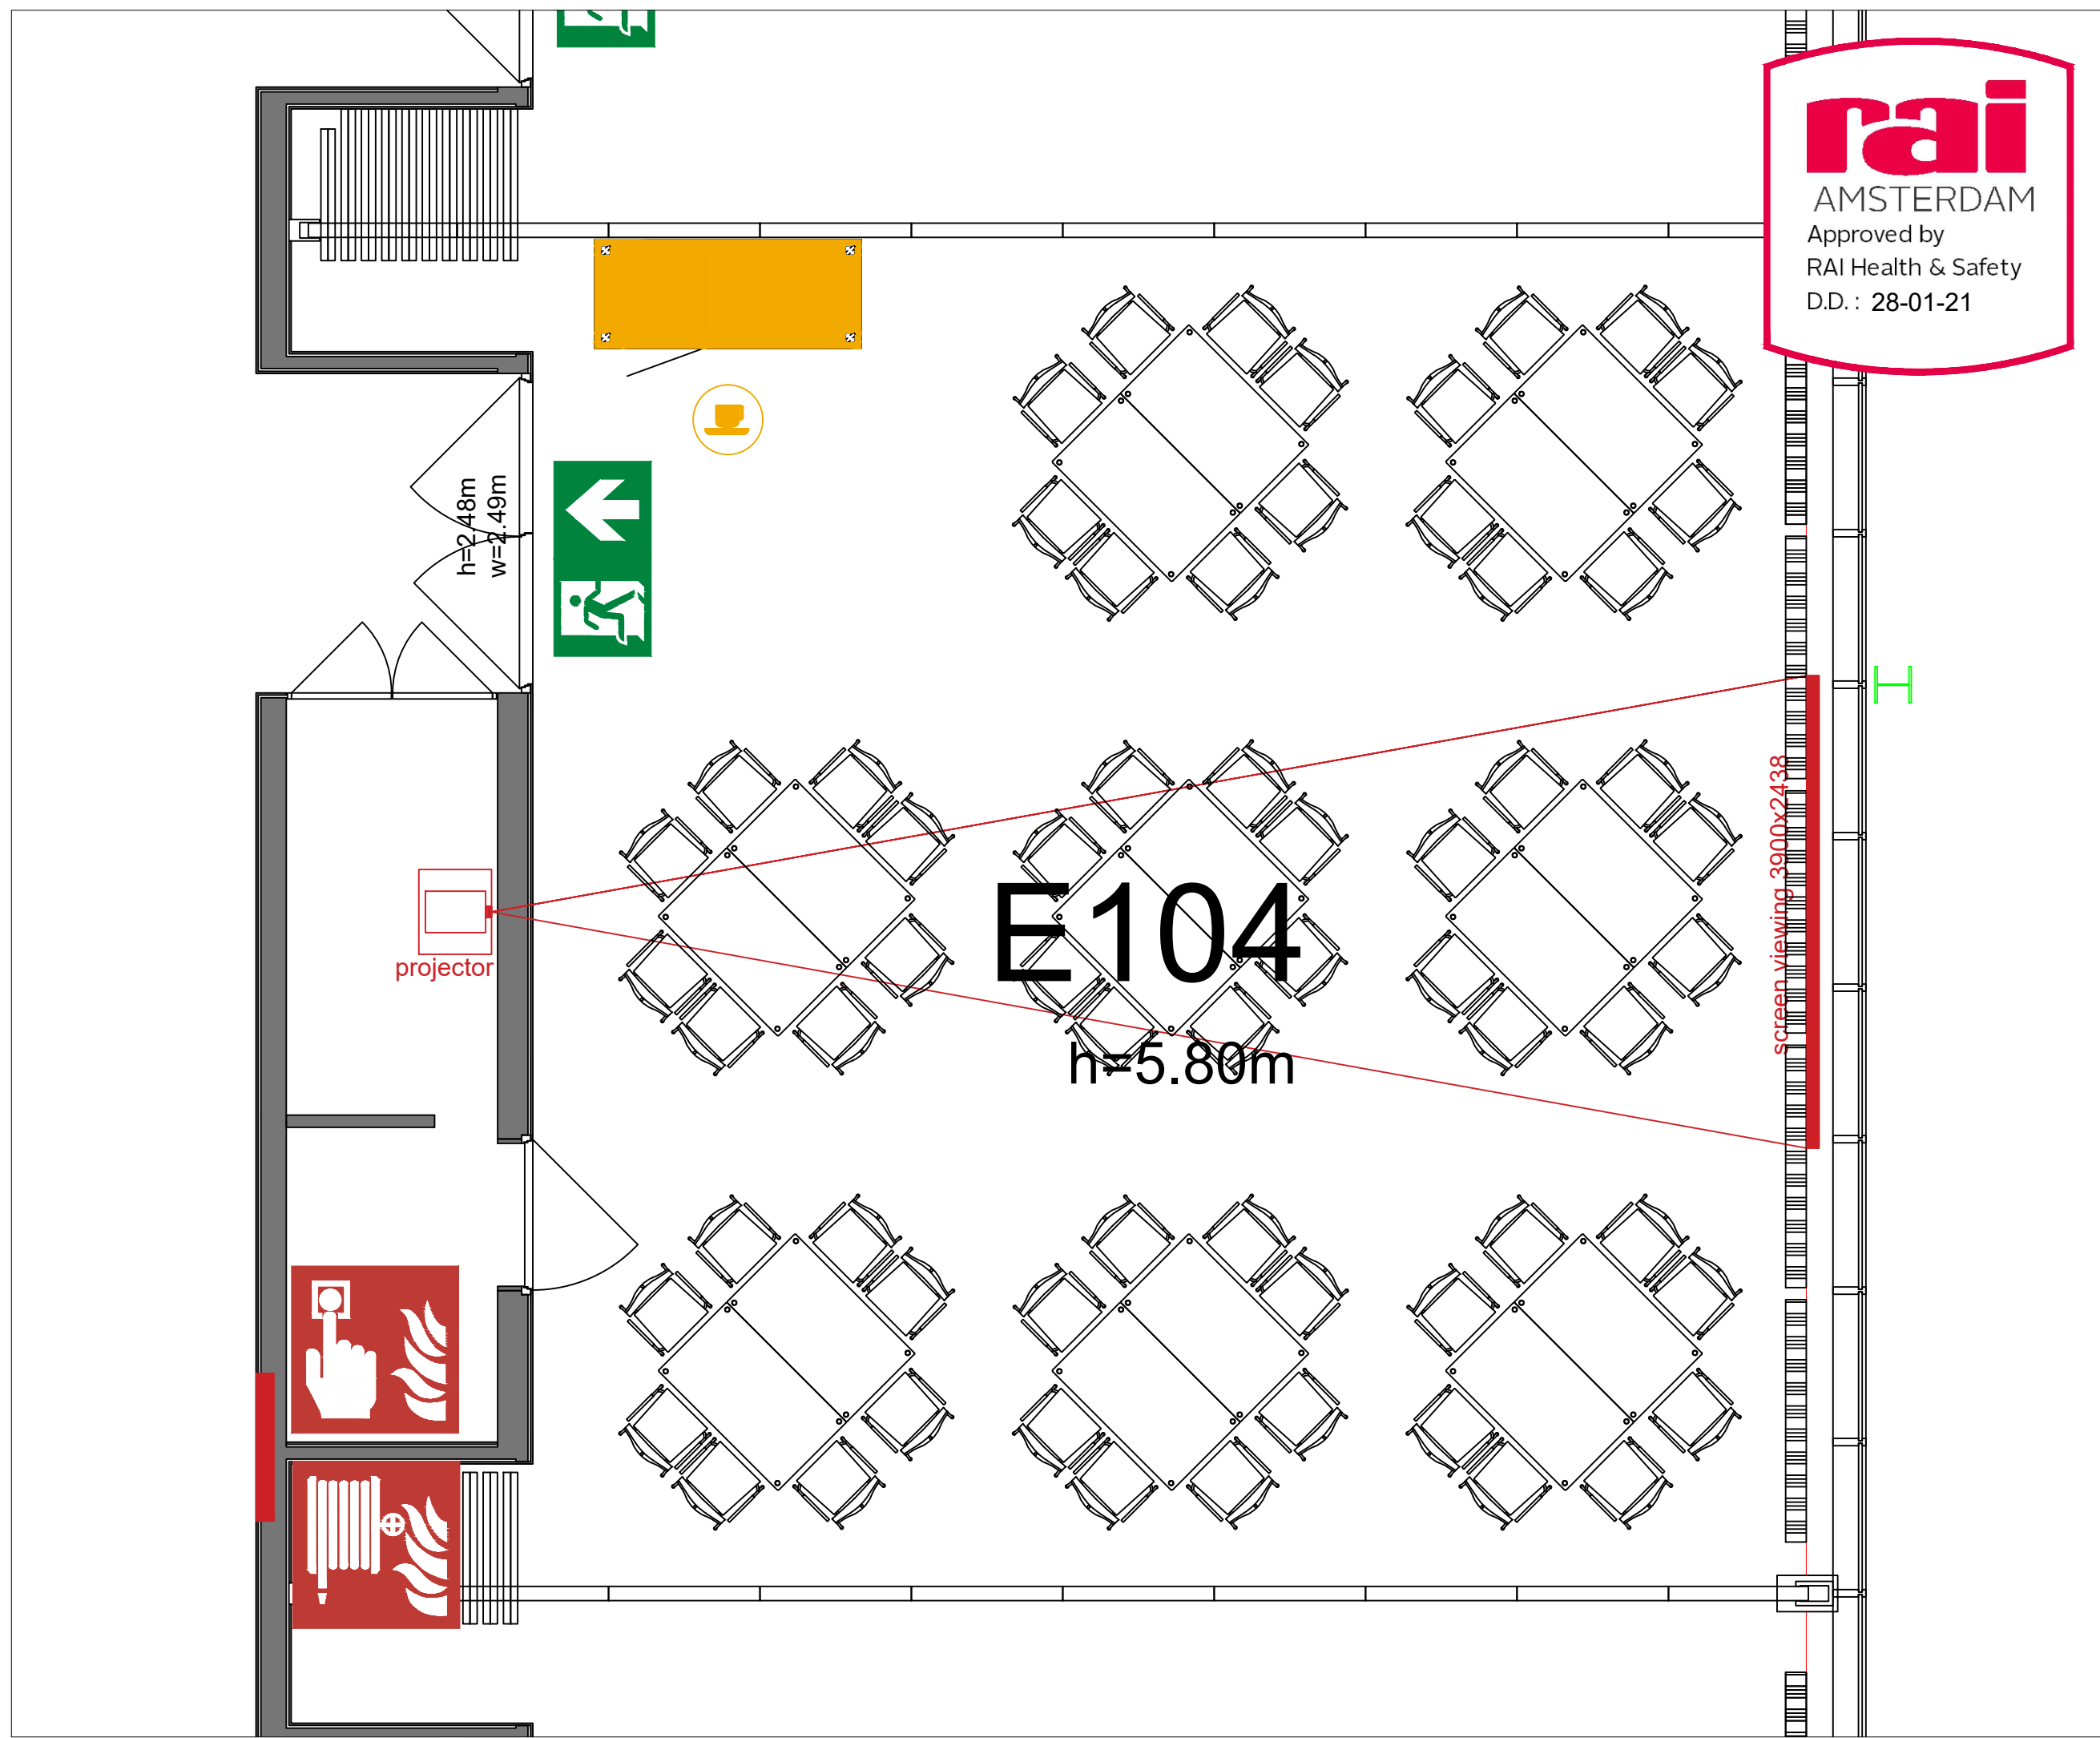 rai
AMSTERDAM
Approved by
RAI Health & Safety
D.D. : 28-01-21
h=2.48m
w=2.49m
screen viewing 3900x2438
projector
E104
h=5.80m